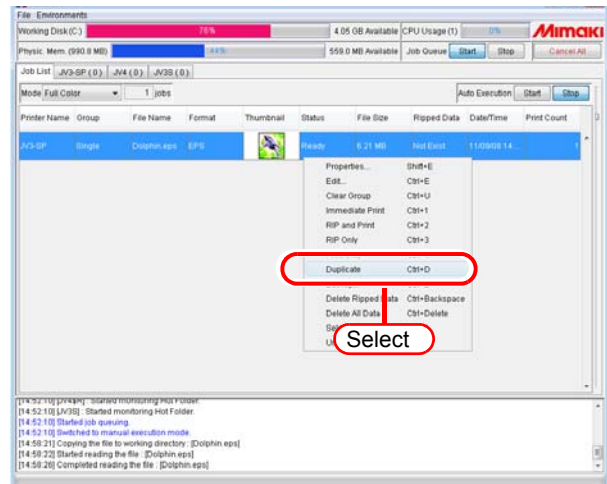 File Environments
Working Disk(C:) 76% 4.05 GB Available CPU Usage (1) 0% Mimaki
Physic. Mem. (990.8 MB) 44% 559.0 MB Available Job Queue Start Stop Cancel All
Job List JV3-SP ( 0 ) JV4 ( 0 ) JV3S ( 0 )
Mode Full Color 1 jobs Auto Execution Start Stop
Printer Name Group File Name Format Thumbnail Status File Size Ripped Data Date/Time Print Count
JV3-SP Single Dolphin.eps EPS Ready 6.21 MB Not Exist 11/09/08 14... 1
Properties... Shift+E
Edit... Ctrl+E
Clear Group Ctrl+U
Immediate Print Ctrl+1
RIP and Print Ctrl+2
RIP Only Ctrl+3
Duplicate Ctrl+D
Delete Ripped Data Ctrl+Backspace
Delete All Data Ctrl+Delete
Select
[14:52:10] [JV4] : Started monitoring Hot Folder.
[14:52:10] [JV3S] : Started monitoring Hot Folder.
[14:52:10] Started job queuing.
[14:52:10] Switched to manual execution mode.
[14:58:21] Copying the file to working directory : [Dolphin.eps]
[14:58:22] Started reading the file : [Dolphin.eps]
[14:58:26] Completed reading the file : [Dolphin.eps]